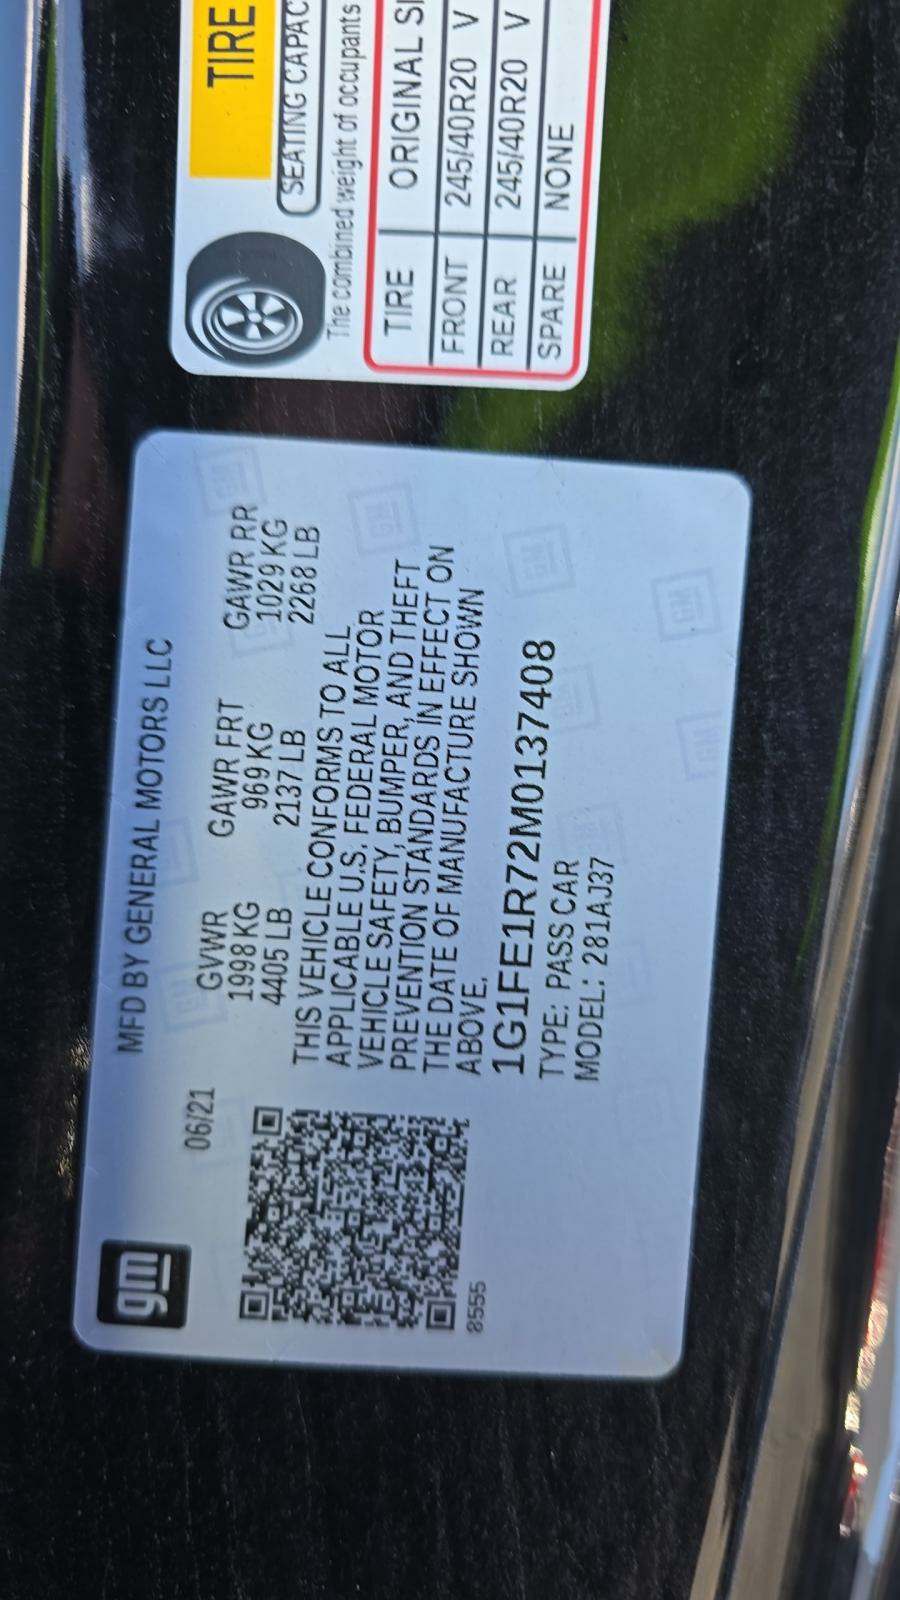 gm
MFD BY GENERAL MOTORS LLC
06/21
GVWR GAWR FRT GAWR RR
1998 KG 969 KG 1029 KG
4405 LB 2137 LB 2268 LB
THIS VEHICLE CONFORMS TO ALL
APPLICABLE U.S. FEDERAL MOTOR
VEHICLE SAFETY, BUMPER, AND THEFT
PREVENTION STANDARDS IN EFFECT ON
THE DATE OF MANUFACTURE SHOWN
ABOVE.
1G1FE1R72M0137408
TYPE: PASS CAR
MODEL: 281AJ37
8555
TIRE
SEATING CAPAC
The combined weight of occupants
TIRE ORIGINAL SI
FRONT 245/40R20 V
REAR 245/40R20 V
SPARE NONE